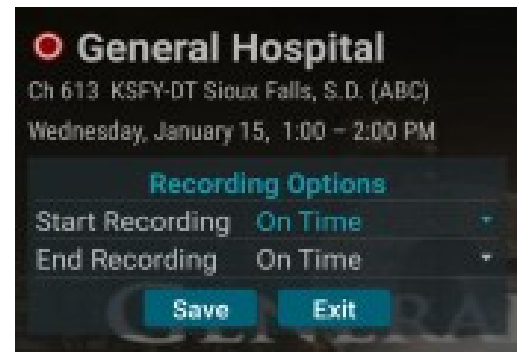 General Hospital
Ch 613 KSFY-DT Sioux Falls, S.D. (ABC)
Wednesday, January 15, 1:00 – 2:00 PM
Recording Options
Start Recording On Time
End Recording On Time
Save Exit
GENERAL